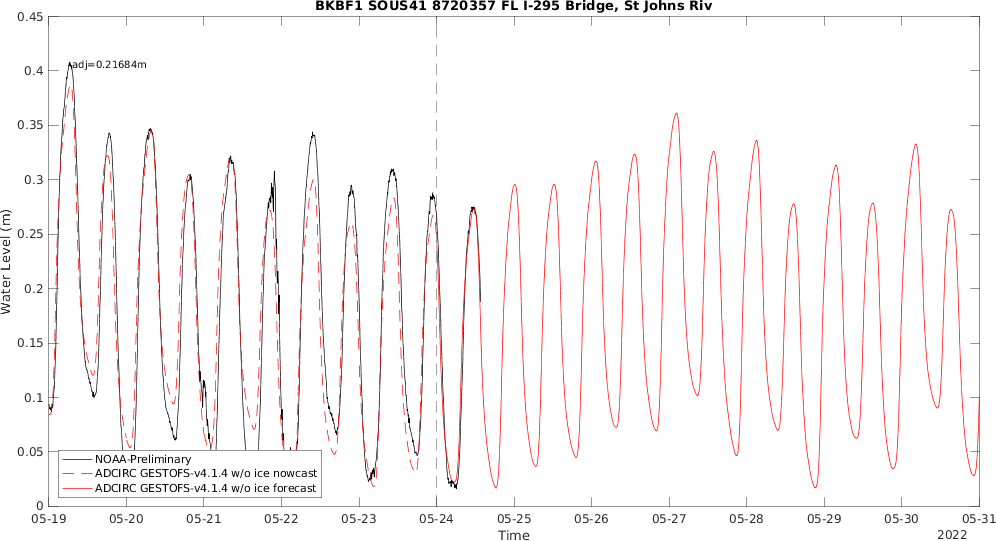 BKBF1 SOUS41 8720357 FL I-295 Bridge, St Johns Riv
0.45
0.4
0.35
0.3
0.25
0.2
0.15
0.1
0.05
0
Water Level (m)
adj=0.21684m
NOAA-Preliminary
ADCIRC GESTOFS-v4.1.4 w/o ice nowcast
ADCIRC GESTOFS-v4.1.4 w/o ice forecast
05-19 05-20 05-21 05-22 05-23 05-24 05-25 05-26 05-27 05-28 05-29 05-30 05-31
Time
2022